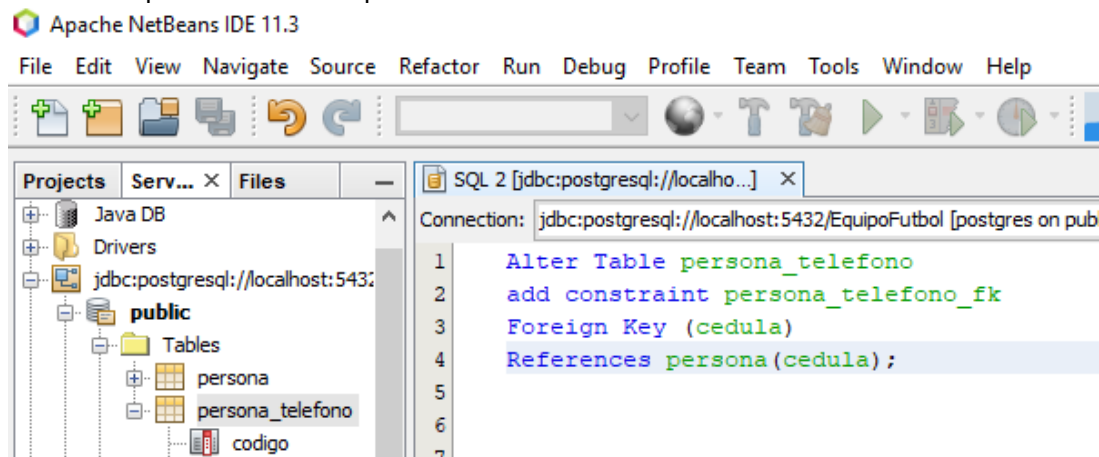 Apache NetBeans IDE 11.3
File Edit View Navigate Source Refactor Run Debug Profile Team Tools Window Help
Projects Serv... Files
SQL 2 [jdbc:postgresql://localho...]
Java DB
Drivers
jdbc:postgresql://localhost:5432
public
Tables
persona
persona_telefono
codigo
Connection: jdbc:postgresql://localhost:5432/EquipoFutbol [postgres on publ
1 Alter Table persona_telefono
2 add constraint persona_telefono_fk
3 Foreign Key (cedula)
4 References persona(cedula);
5
6
7